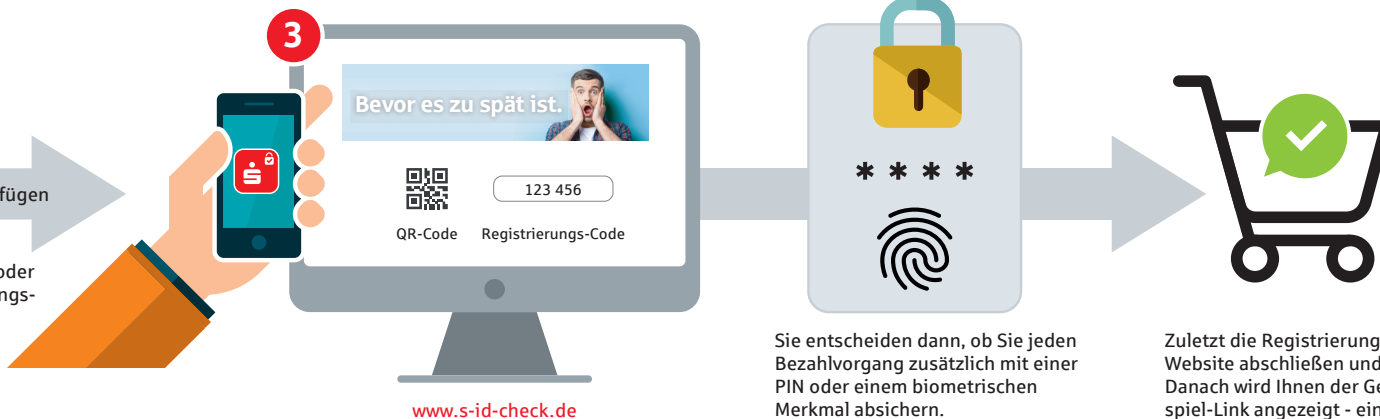 fügen
oder
ngs-
3
Bevor es zu spät ist.
123 456
QR-Code Registrierungs-Code
www.s-id-check.de
* * * *
Sie entscheiden dann, ob Sie jeden
Bezahlvorgang zusätzlich mit einer
PIN oder einem biometrischen
Merkmal absichern.
Zuletzt die Registrierung
Website abschließen und
Danach wird Ihnen der Ge
spiel-Link angezeigt - ein